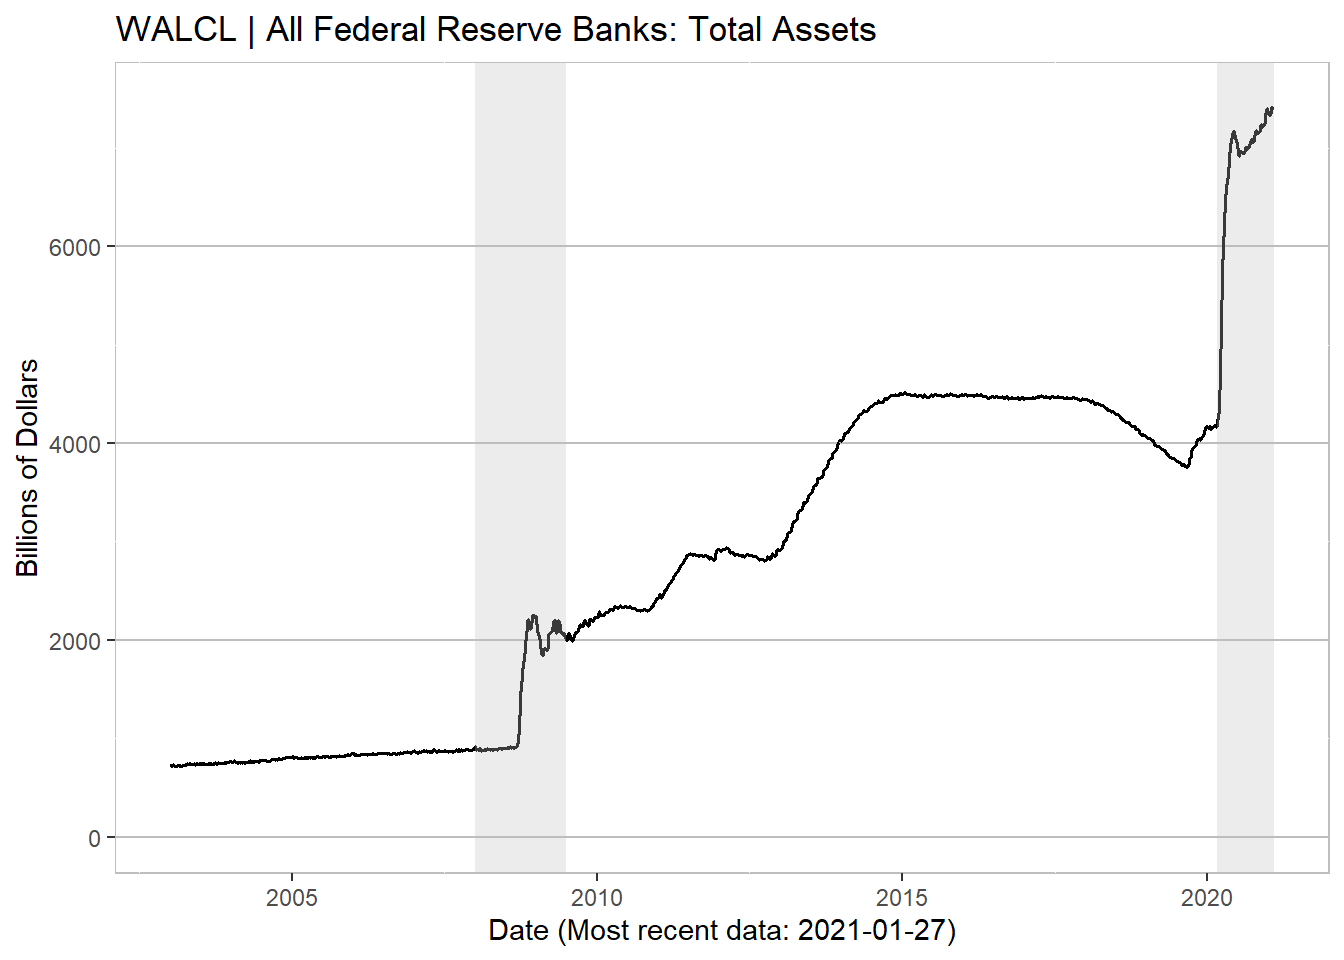 WALCL | All Federal Reserve Banks: Total Assets
Billions of Dollars
6000
4000
2000
0
2005
2010
2015
2020
Date (Most recent data: 2021-01-27)